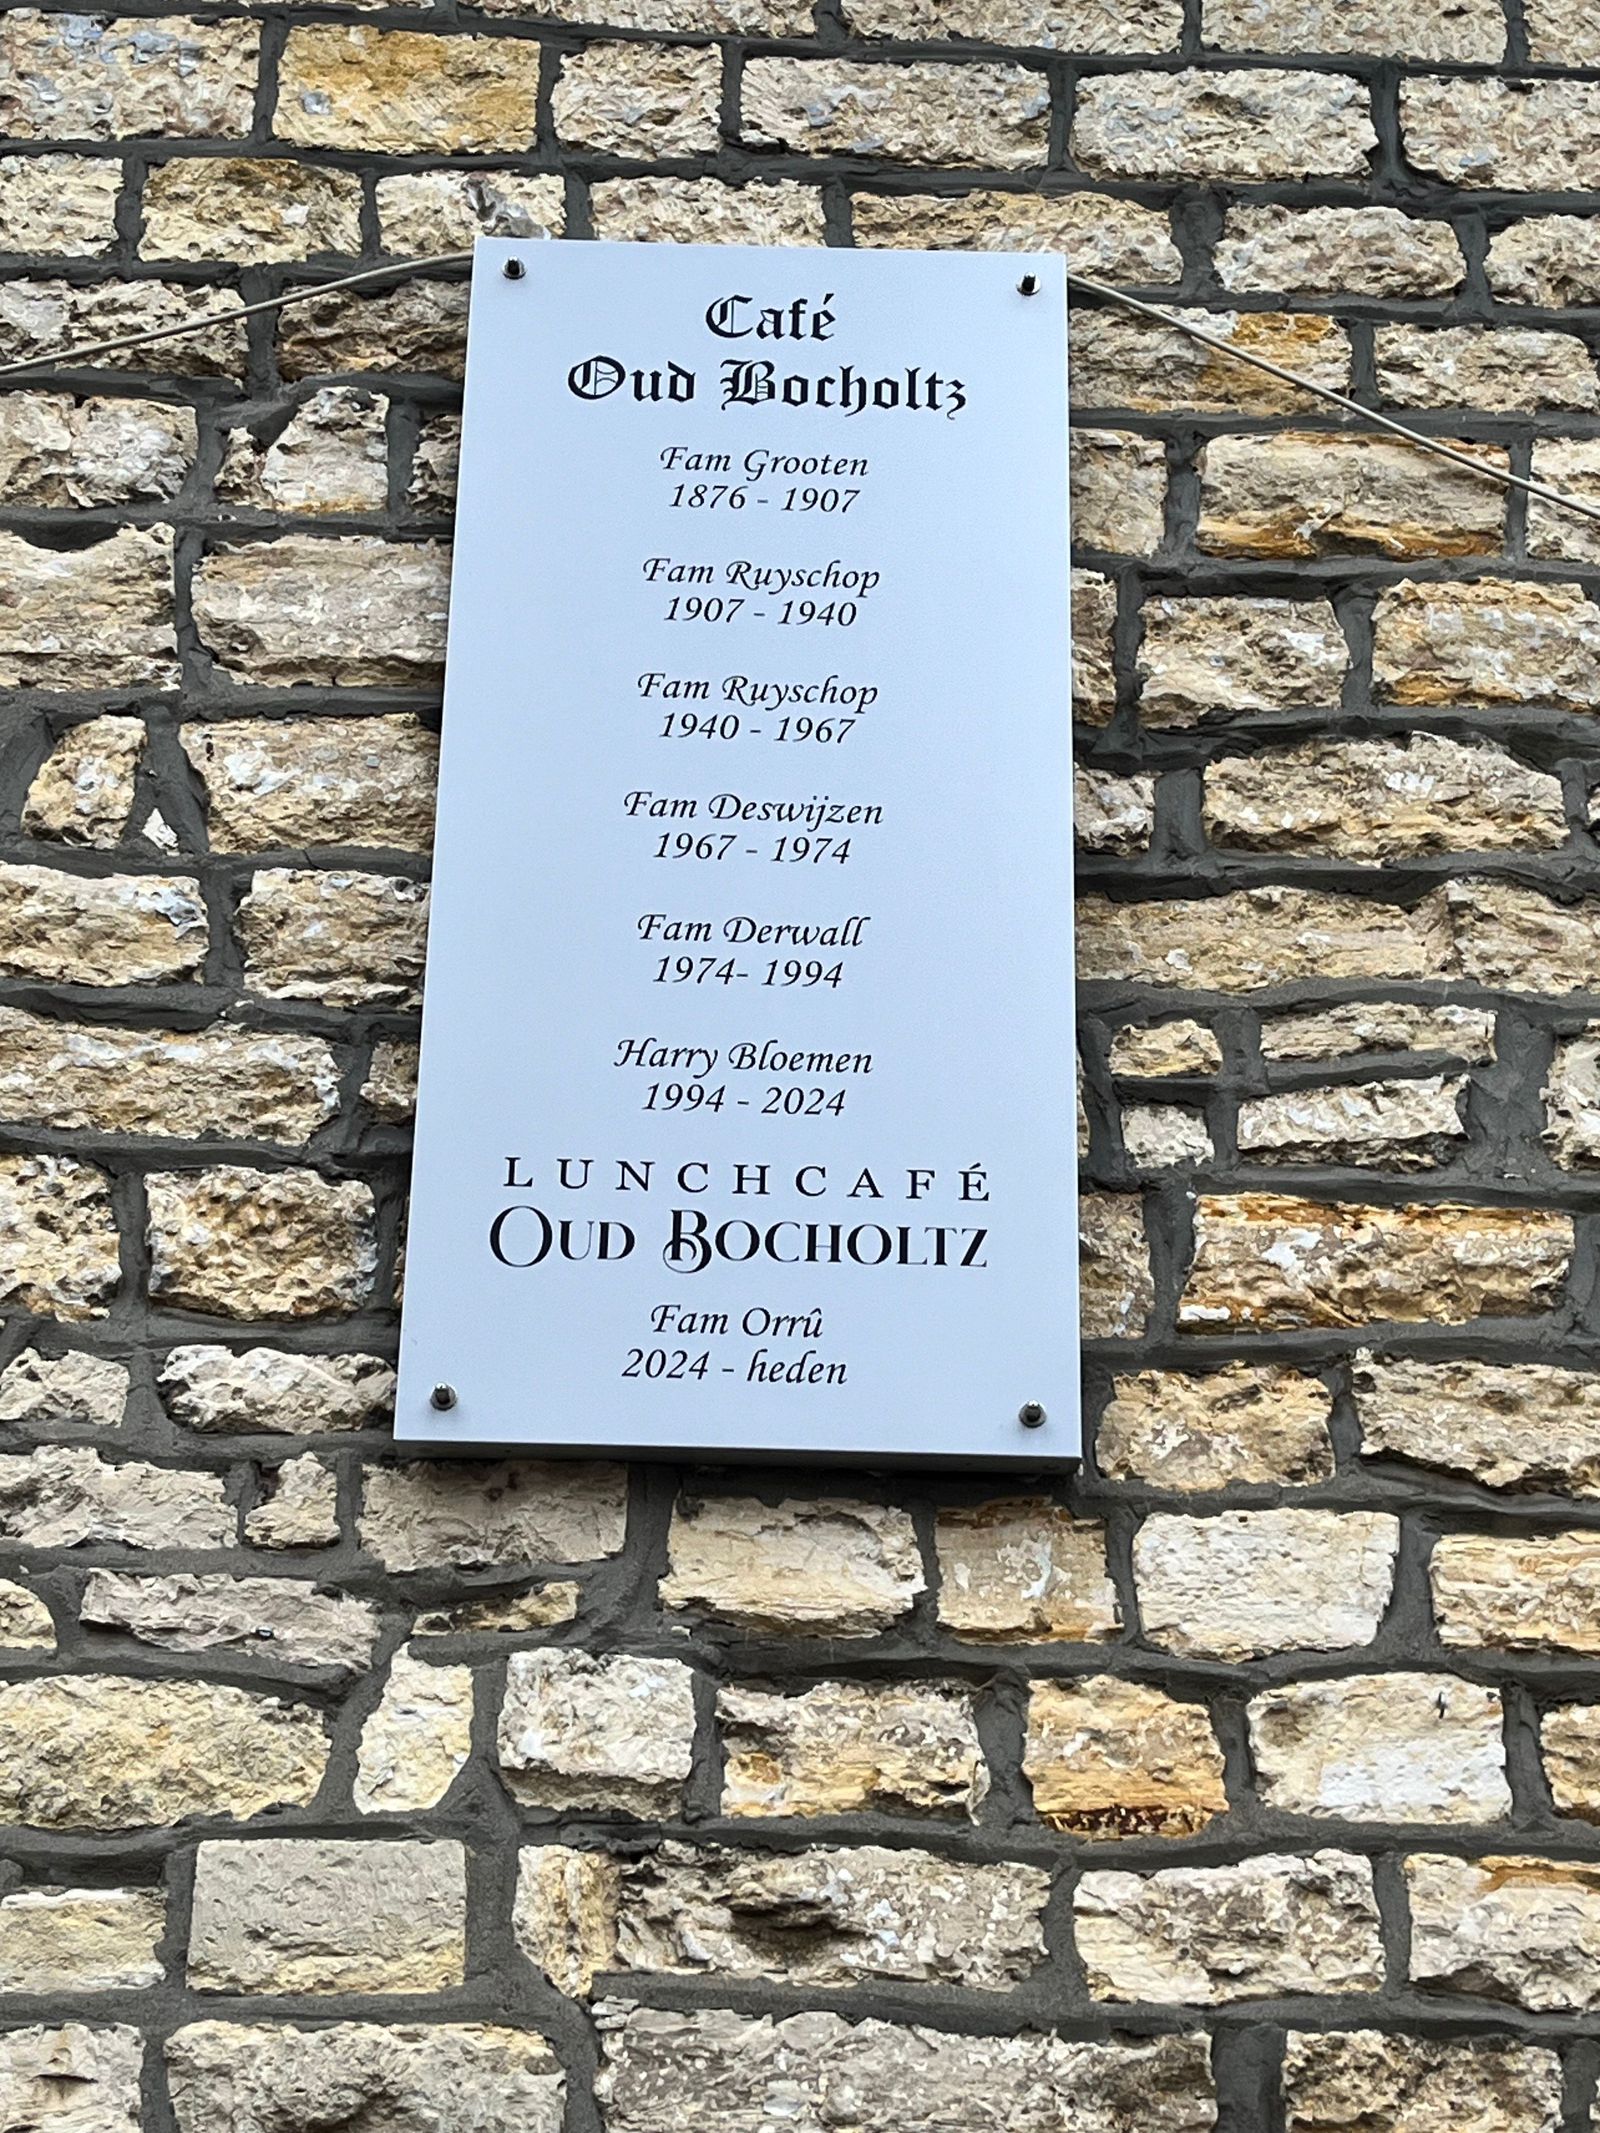 Café
Oud Bocholtz
Fam Grooten
1876 - 1907
Fam Ruyschop
1907 - 1940
Fam Ruyschop
1940 - 1967
Fam Deswijzen
1967 - 1974
Fam Derwall
1974- 1994
Harry Bloemen
1994 - 2024
LUNCHCAFÉ
OUD BOCHOLTZ
Fam Orrû
2024 - heden